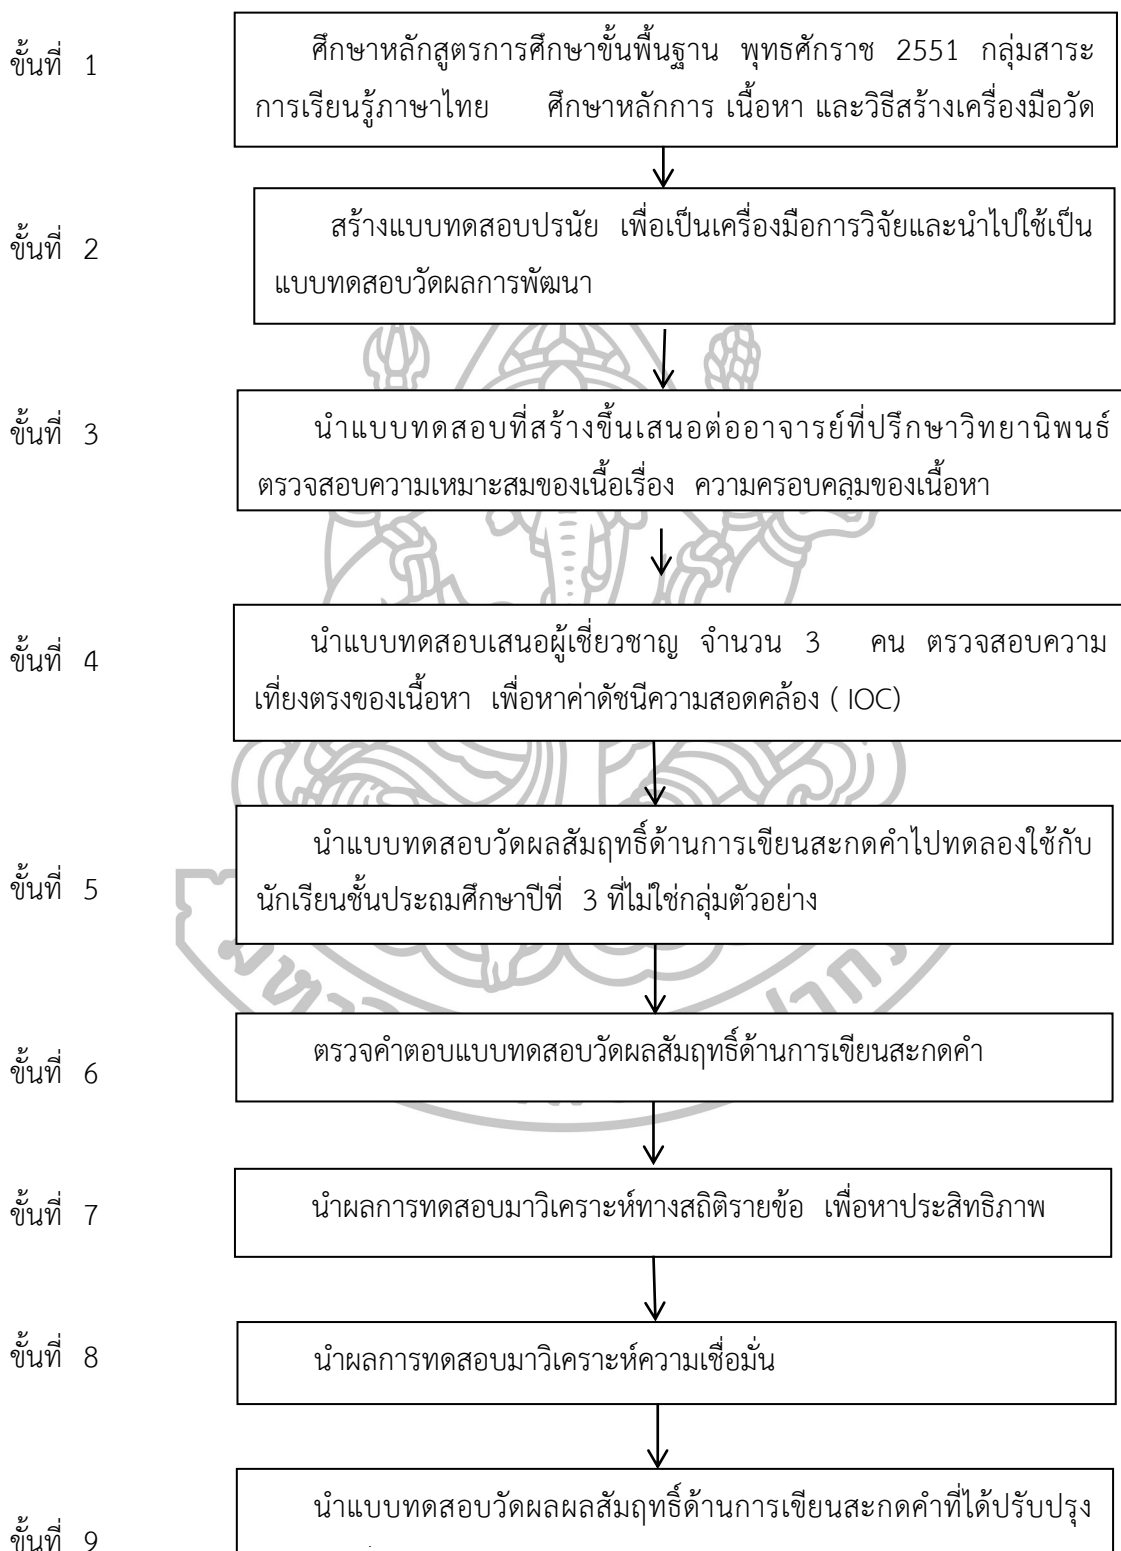 ขั้นที่ 1
ศึกษาหลักสูตรการศึกษาขั้นพื้นฐาน พุทธศักราช 2551 กลุ่มสาระ
การเรียนรู้ภาษาไทย ศึกษาหลักการ เนื้อหา และวิธีสร้างเครื่องมือวัด
ขั้นที่ 2
สร้างแบบทดสอบปรนัย เพื่อเป็นเครื่องมือการวิจัยและนำไปใช้เป็น
แบบทดสอบวัดผลการพัฒนา
ขั้นที่ 3
นำแบบทดสอบที่สร้างขึ้นเสนอต่ออาจารย์ที่ปรึกษาวิทยานิพนธ์
ตรวจสอบความเหมาะสมของเนื้อเรื่อง ความครอบคลุมของเนื้อหา
ขั้นที่ 4
นำแบบทดสอบเสนอผู้เชี่ยวชาญ จำนวน 3 คน ตรวจสอบความ
เที่ยงตรงของเนื้อหา เพื่อหาค่าดัชนีความสอดคล้อง ( IOC)
ขั้นที่ 5
นำแบบทดสอบวัดผลสัมฤทธิ์ด้านการเขียนสะกดคำไปทดลองใช้กับ
นักเรียนชั้นประถมศึกษาปีที่ 3 ที่ไม่ใช่กลุ่มตัวอย่าง
ขั้นที่ 6
ตรวจคำตอบแบบทดสอบวัดผลสัมฤทธิ์ด้านการเขียนสะกดคำ
ขั้นที่ 7
นำผลการทดสอบมาวิเคราะห์ทางสถิติรายข้อ เพื่อหาประสิทธิภาพ
ขั้นที่ 8
นำผลการทดสอบมาวิเคราะห์ความเชื่อมั่น
ขั้นที่ 9
นำแบบทดสอบวัดผลผลสัมฤทธิ์ด้านการเขียนสะกดคำที่ได้ปรับปรุง